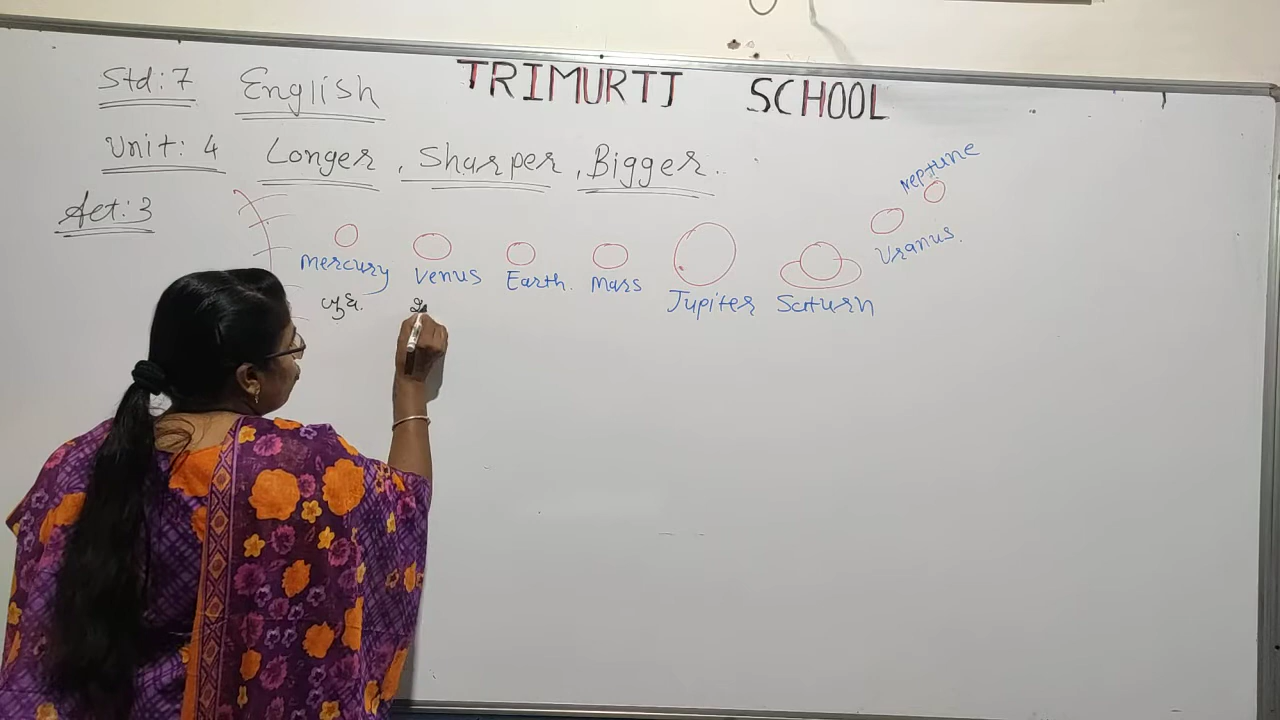 TRIMURTI SCHOOL
Std: 7 English
Unit: 4 Longer, Sharper, Bigger..
Act: 3
Mercury Venus Earth. Mars Jupiter Saturn Uranus. Neptune
બુધ.